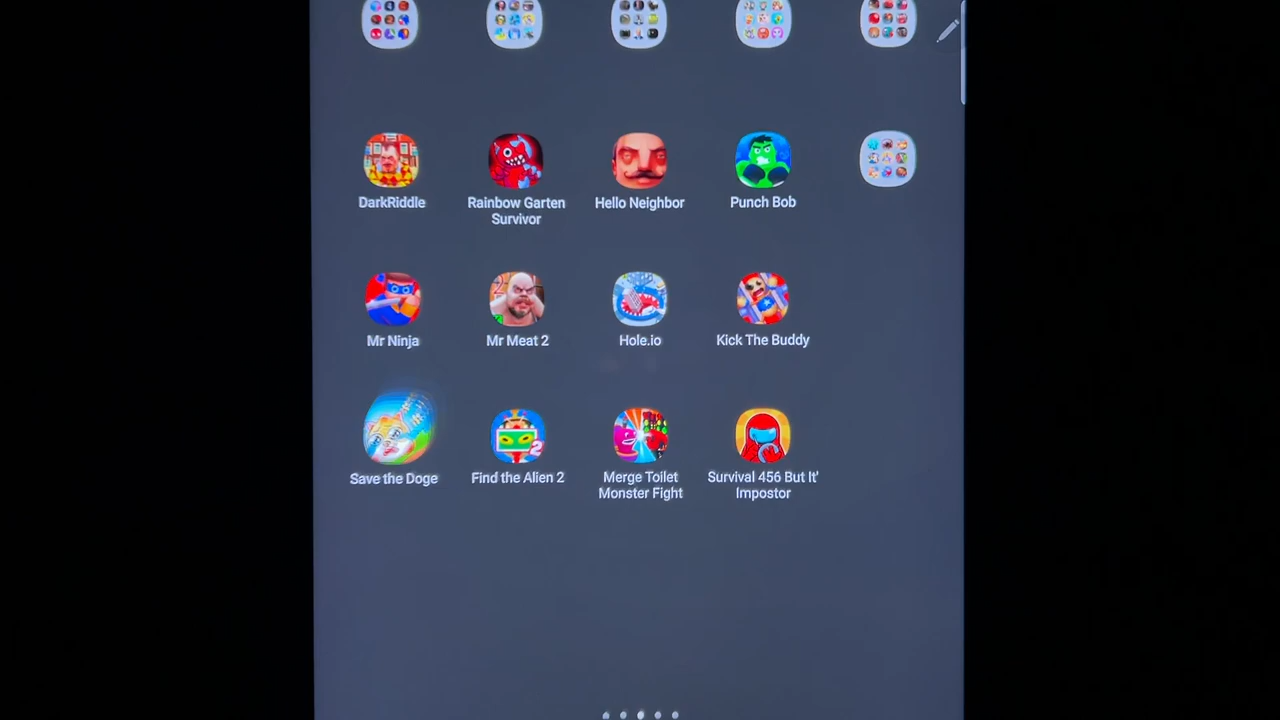 DarkRiddle
Rainbow Garten
Survivor
Hello Neighbor
Punch Bob
Mr Ninja
Mr Meat 2
Hole.io
Kick The Buddy
Save the Doge
Find the Alien 2
Merge Toilet
Monster Fight
Survival 456 But It'
Impostor